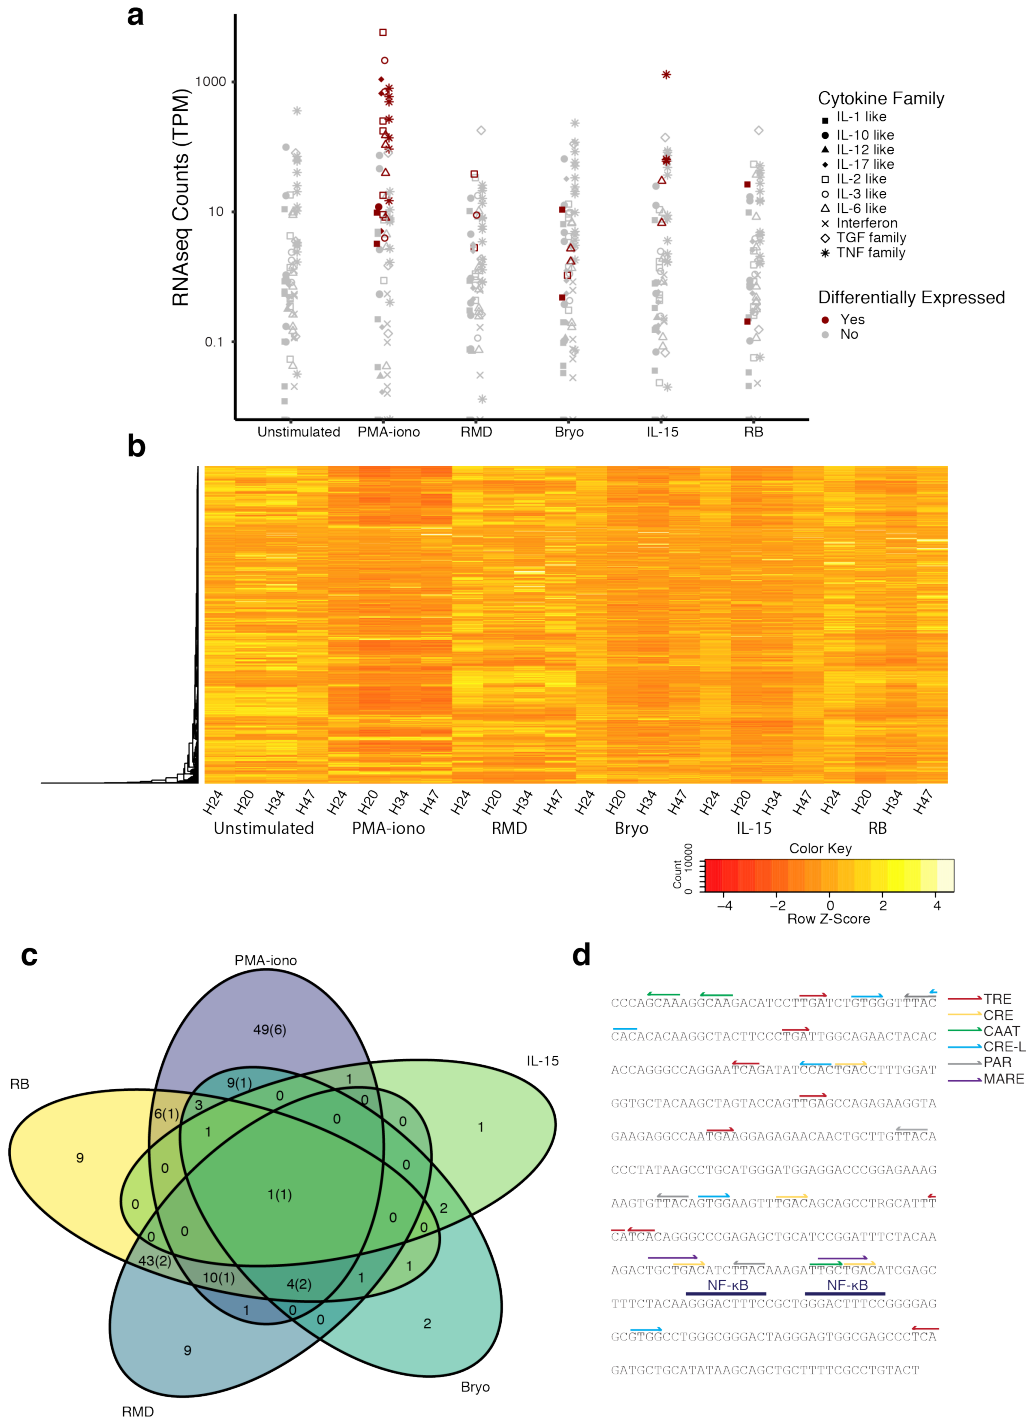 a
RNAseq Counts (TPM)
1000
10
0.1
Unstimulated PMA-iono RMD Bryo IL-15 RB
Cytokine Family
IL-1 like
IL-10 like
IL-12 like
IL-17 like
IL-2 like
IL-3 like
IL-6 like
Interferon
TGF family
TNF family
Differentially Expressed
Yes
No
b
H24 H20 H34 H47 H24 H20 H34 H47 H24 H20 H34 H47 H24 H20 H34 H47 H24 H20 H34 H47 H24 H20 H34 H47
Unstimulated PMA-iono RMD Bryo IL-15 RB
Color Key
Count
0 10000
−4 −2 0 2 4
Row Z-Score
c
PMA-iono
IL-15
RB
RMD
Bryo
49(6)
9(1) 1
6(1) 3 0 0 0 1
1
9 0 0
1(1)
0 2
0 0 0 0
43(2) 10(1) 4(2) 1 1
1 0 0 2
9
d
CCCAGCAAAGGCAAGACATCCTTGATCTGTGGGTTTAC
CACACACAAGGCTACTTCCCTGATTGGCAGAACTACAC
ACCAGGGCCAGGAATCAGATATCCACTGACCTTTGGAT
GGTGCTACAAGCTAGTACCAGTTGAGCCAGAGAAGGTA
GAAGAGGCCAATGAAGGAGAGAACAACTGCTTGTTACA
CCCTATAAGCCTGCATGGGATGGAGGACCCGGAGAAAG
AAGTGTTACAGTGGAAGTTTGACAGCAGCCTRGCATTT
CATCACAGGGCCCGAGAGCTGCATCCGGATTTCTACAA
AGACTGCTGACATCTTACAAAGATTGCTGACATCGAGC
NF-κB NF-κB
TTTCTACAAGGGACTTTCCGCTGGGACTTTCCGGGGAG
GCGTGGCCTGGGCGGGACTAGGGAGTGGCGAGCCCTCA
GATGCTGCATATAAGCAGCTGCTTTTCGCCTGTACT
TRE
CRE
CAAT
CRE-L
PAR
MARE